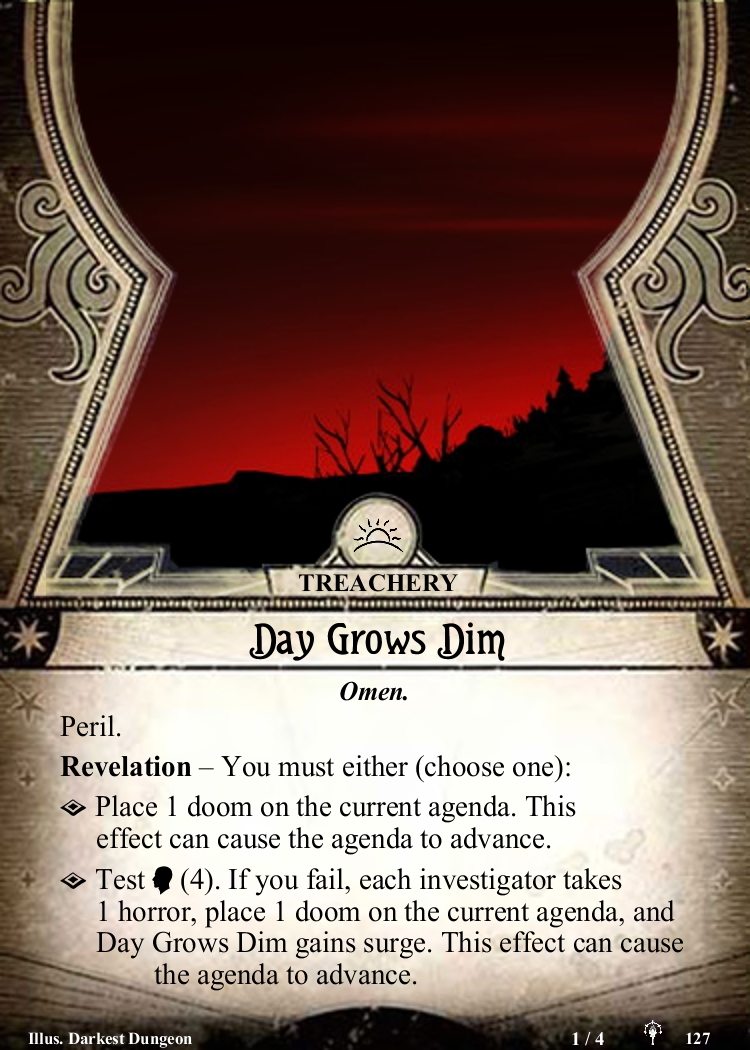 TREACHERY
Day Grows Dim
Omen.
Peril.
Revelation – You must either (choose one):
Place 1 doom on the current agenda. This
effect can cause the agenda to advance.
Test (4). If you fail, each investigator takes
1 horror, place 1 doom on the current agenda, and
Day Grows Dim gains surge. This effect can cause
the agenda to advance.
Illus. Darkest Dungeon 1 / 4 127